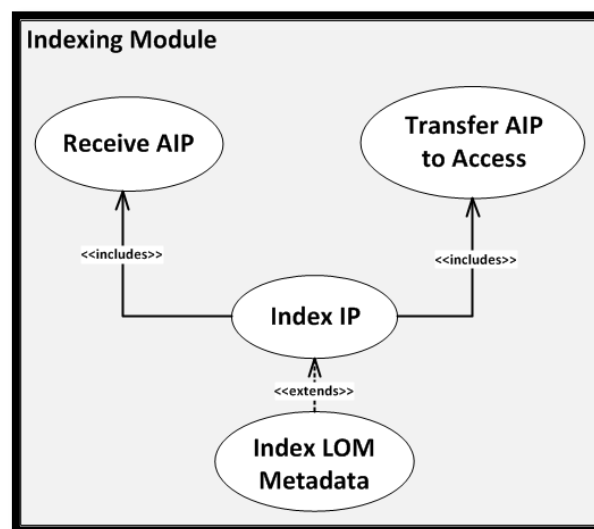 Indexing Module
Receive AIP
Transfer AIP
to Access
<<includes>>
<<includes>>
Index IP
<<extends>>
Index LOM
Metadata